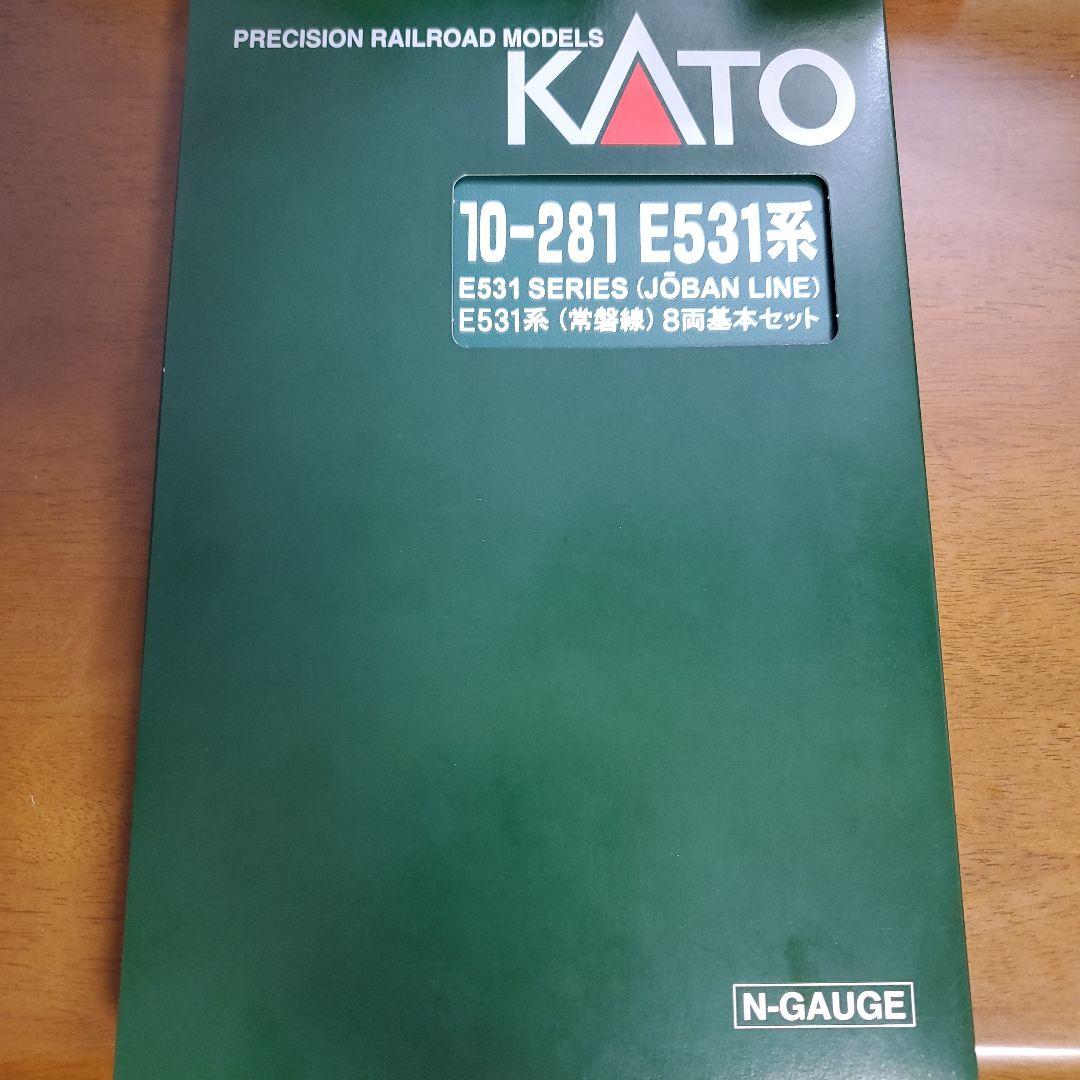 PRECISION RAILROAD MODELS
KATO
10-281 E531系
E531 SERIES (JŌBAN LINE)
E531系 (常磐線) 8両基本セット
N-GAUGE